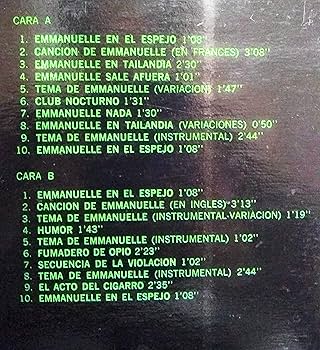 CARA A
1. EMMANUELLE EN EL ESPEJO 1'08"
2. CANCION DE EMMANUELLE (EN FRANCES) 3'08"
3. EMMANUELLE EN TAILANDIA 2'30"
4. EMMANUELLE SALE AFUERA 1'01"
5. TEMA DE EMMANUELLE (VARIACION) 1'47"
6. CLUB NOCTURNO 1'31"
7. EMMANUELLE NADA 1'30"
8. EMMANUELLE EN TAILANDIA (VARIACIONES) 0'50"
9. TEMA DE EMMANUELLE (INSTRUMENTAL) 2'44"
10. EMMANUELLE EN EL ESPEJO 1'08"
CARA B
1. EMMANUELLE EN EL ESPEJO 1'08"
2. CANCION DE EMMANUELLE (EN INGLES)-3'13"
3. TEMA DE EMMANUELLE (INSTRUMENTAL-VARIACION) 1'19"
4. HUMOR 1'43"
5. TEMA DE EMMANUELLE (INSTRUMENTAL) 1'02"
6. FUMADERO DE OPIO 2'23"
7. SECUENCIA DE LA VIOLACION 1'02"
8. TEMA DE EMMANUELLE (INSTRUMENTAL) 2'44"
9. EL ACTO DEL CIGARRO 2'35"
10. EMMANUELLE EN EL ESPEJO 1'08"